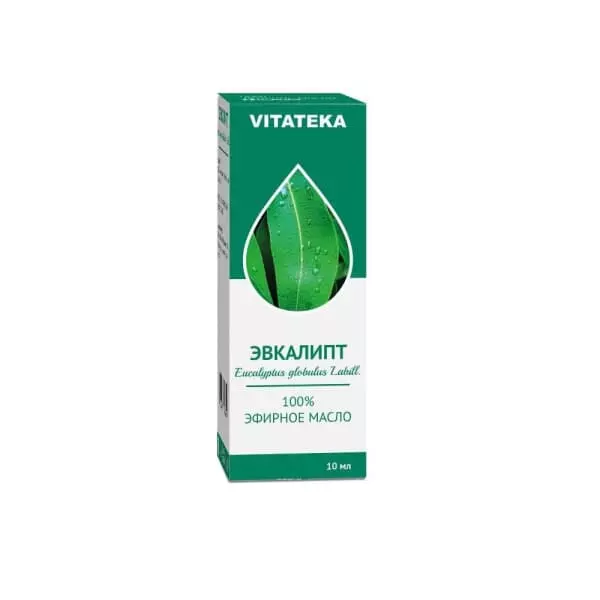 VITATEKA
ЭВКАЛИПТ
Eucalyptus globulus Labill.
100%
ЭФИРНОЕ МАСЛО
10 мл